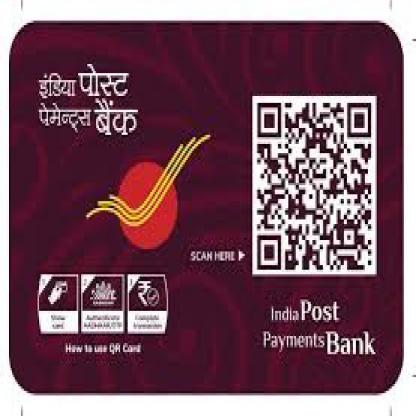 इंडिया पोस्ट
पेमेन्ट्स बैंक
SCAN HERE
Show card
Authenticate AADHAAR/OTP
Complete transaction
How to use QR Card
India Post
Payments Bank